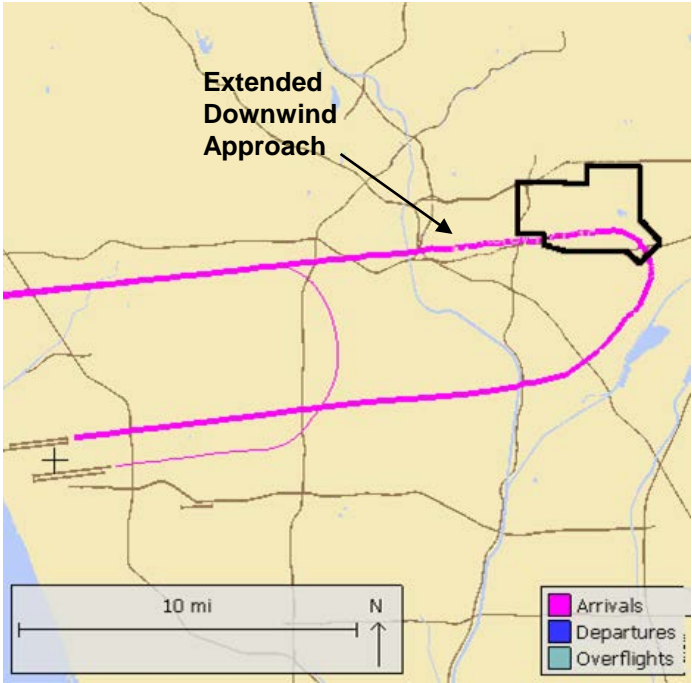 Extended
Downwind
Approach
10 mi
N
Arrivals
Departures
Overflights